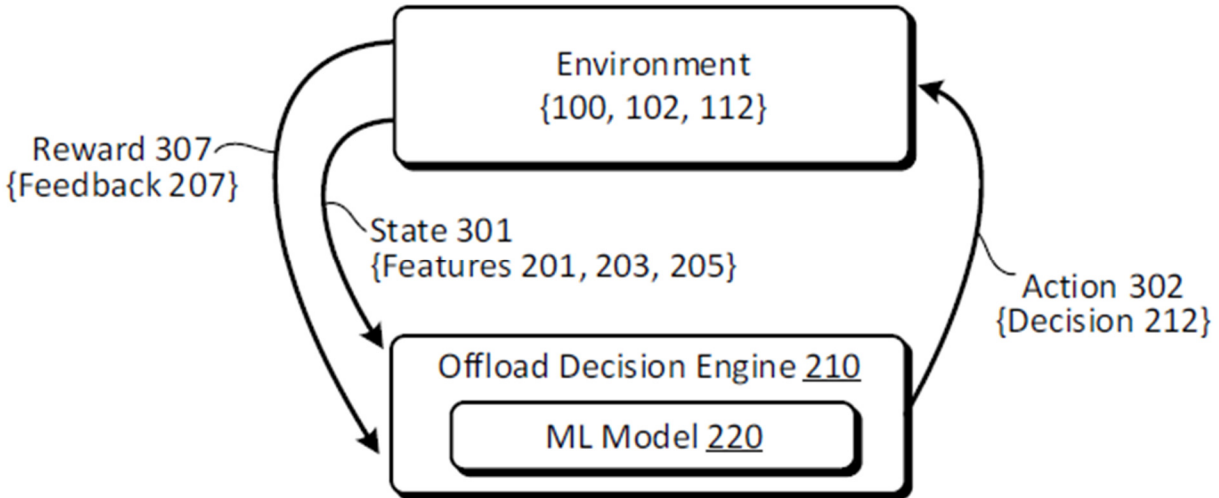 Environment
{100, 102, 112}
Reward 307
{Feedback 207}
State 301
{Features 201, 203, 205}
Action 302
{Decision 212}
Offload Decision Engine 210
ML Model 220